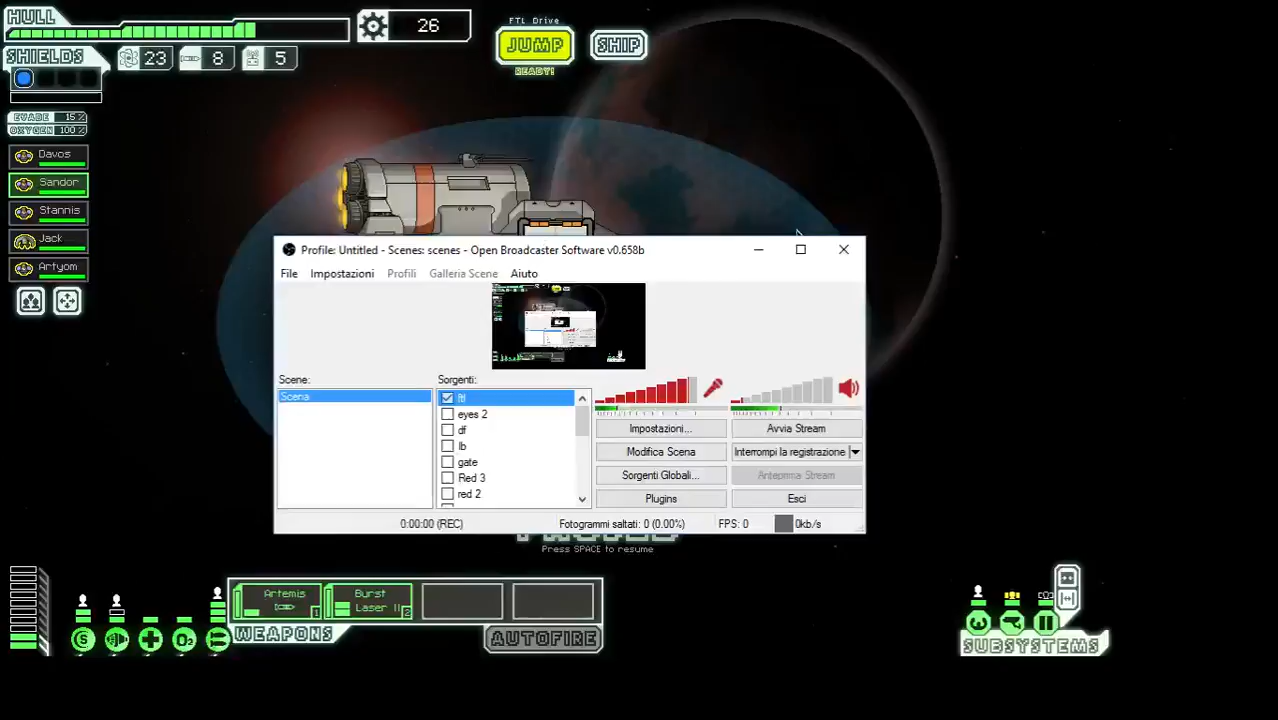 HULL
26
FTL Drive
JUMP
READY!
SHIP
SHIELDS
23
8
5
EVADE 15%
OXYGEN 100%
Davos
Sandor
Stannis
Jack
Artyom
Profile: Untitled - Scenes: scenes - Open Broadcaster Software v0.658b
File Impostazioni Profili Galleria Scene Aiuto
Scene:
Scena
Sorgenti:
ftl
eyes 2
df
lb
gate
Red 3
red 2
Impostazioni...
Avvia Stream
Modifica Scena
Interrompi la registrazione
Sorgenti Globali...
Anteprima Stream
Plugins
Esci
0:00:00 (REC)
Fotogrammi saltati: 0 (0.00%)
FPS: 0
0kb/s
Press SPACE to resume
Artemis
1
Burst
Laser II
2
WEAPONS
AUTOFIRE
S
O2
SUBSYSTEMS